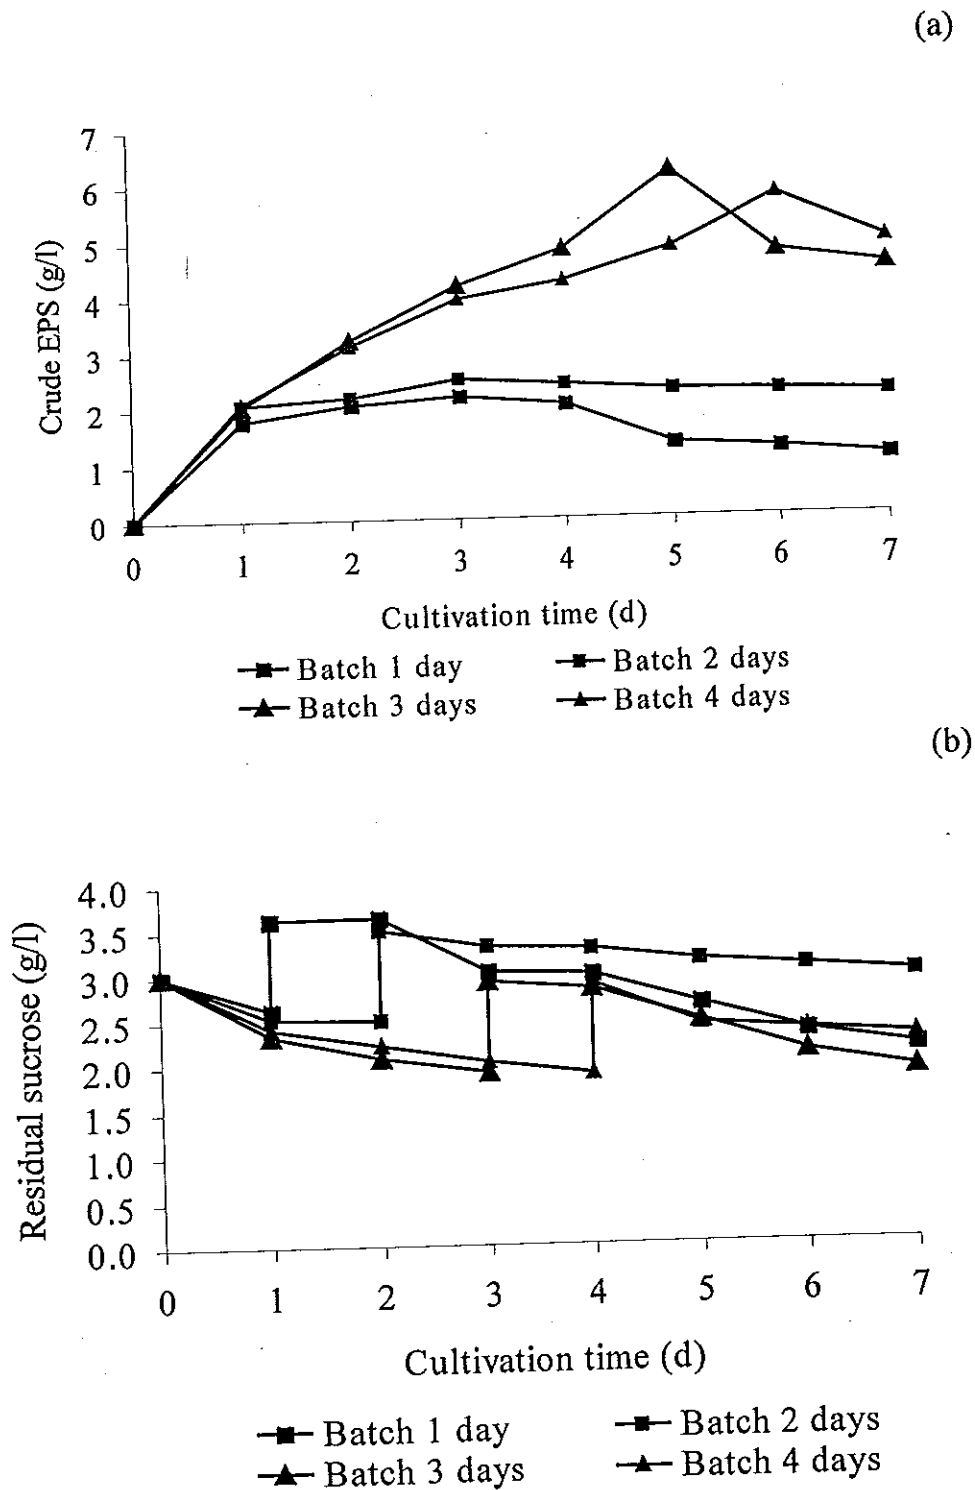 (a)
7
6
5
4
3
2
1
0
Crude EPS (g/l)
0 1 2 3 4 5 6 7
Cultivation time (d)
Batch 1 day Batch 2 days
Batch 3 days Batch 4 days
(b)
4.0
3.5
3.0
2.5
2.0
1.5
1.0
0.5
0.0
Residual sucrose (g/l)
0 1 2 3 4 5 6 7
Cultivation time (d)
Batch 1 day Batch 2 days
Batch 3 days Batch 4 days